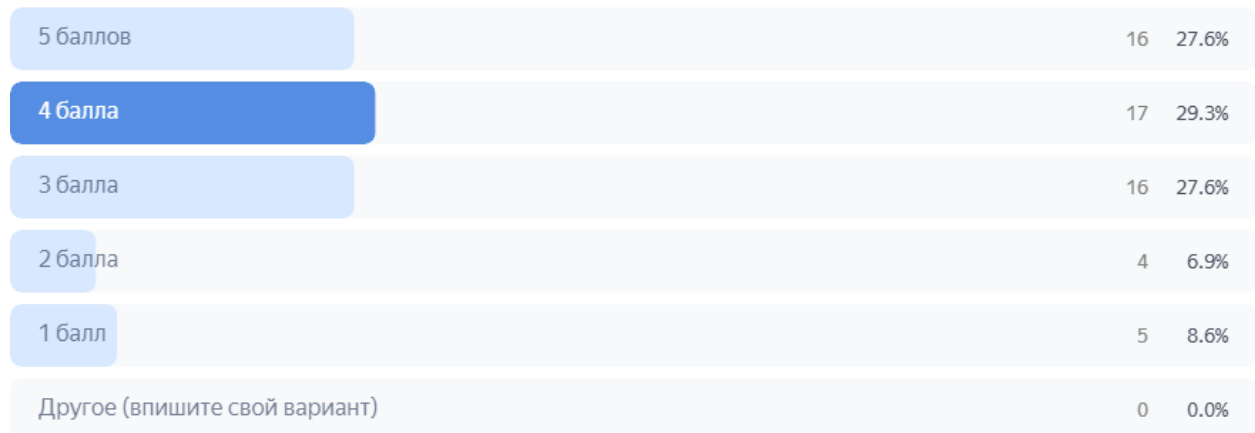 5 баллов 16 27.6%
4 балла 17 29.3%
3 балла 16 27.6%
2 балла 4 6.9%
1 балл 5 8.6%
Другое (впишите свой вариант) 0 0.0%